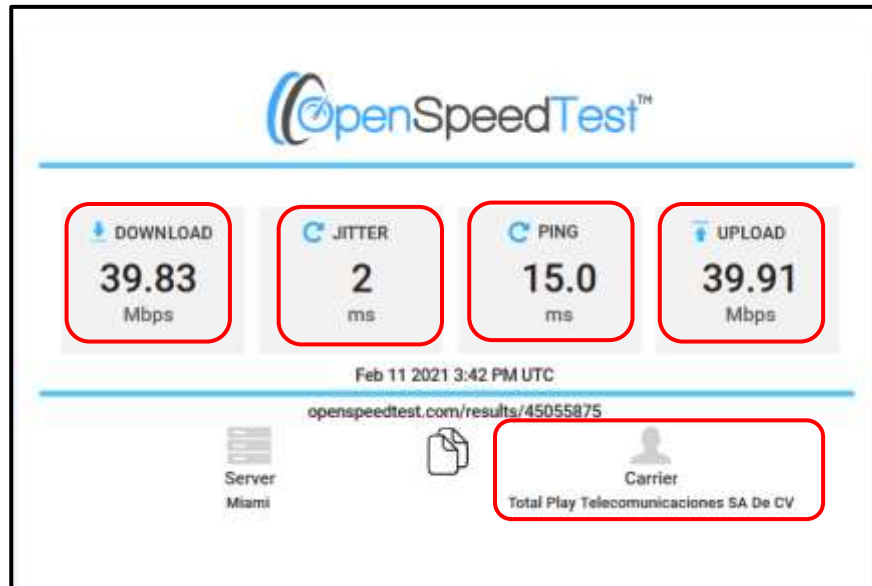 OpenSpeedTest™
DOWNLOAD
39.83
Mbps
JITTER
2
ms
PING
15.0
ms
UPLOAD
39.91
Mbps
Feb 11 2021 3:42 PM UTC
openspeedtest.com/results/45055875
Server
Miami
Carrier
Total Play Telecomunicaciones SA De CV